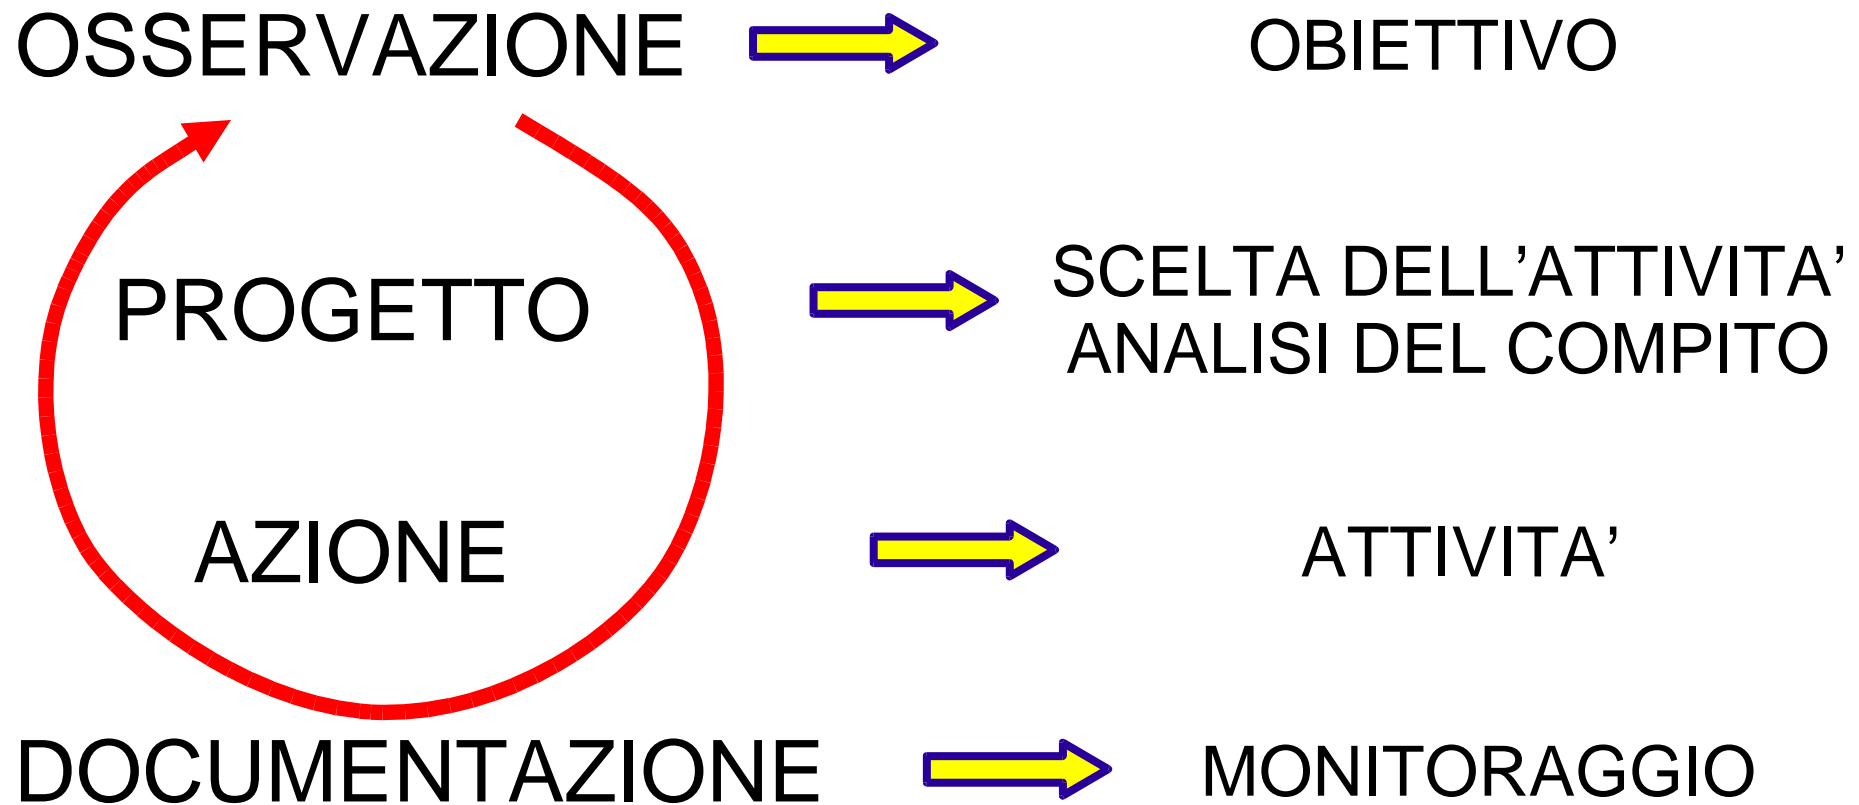 OSSERVAZIONE OBIETTIVO
PROGETTO SCELTA DELL’ATTIVITA’
ANALISI DEL COMPITO
AZIONE ATTIVITA’
DOCUMENTAZIONE MONITORAGGIO